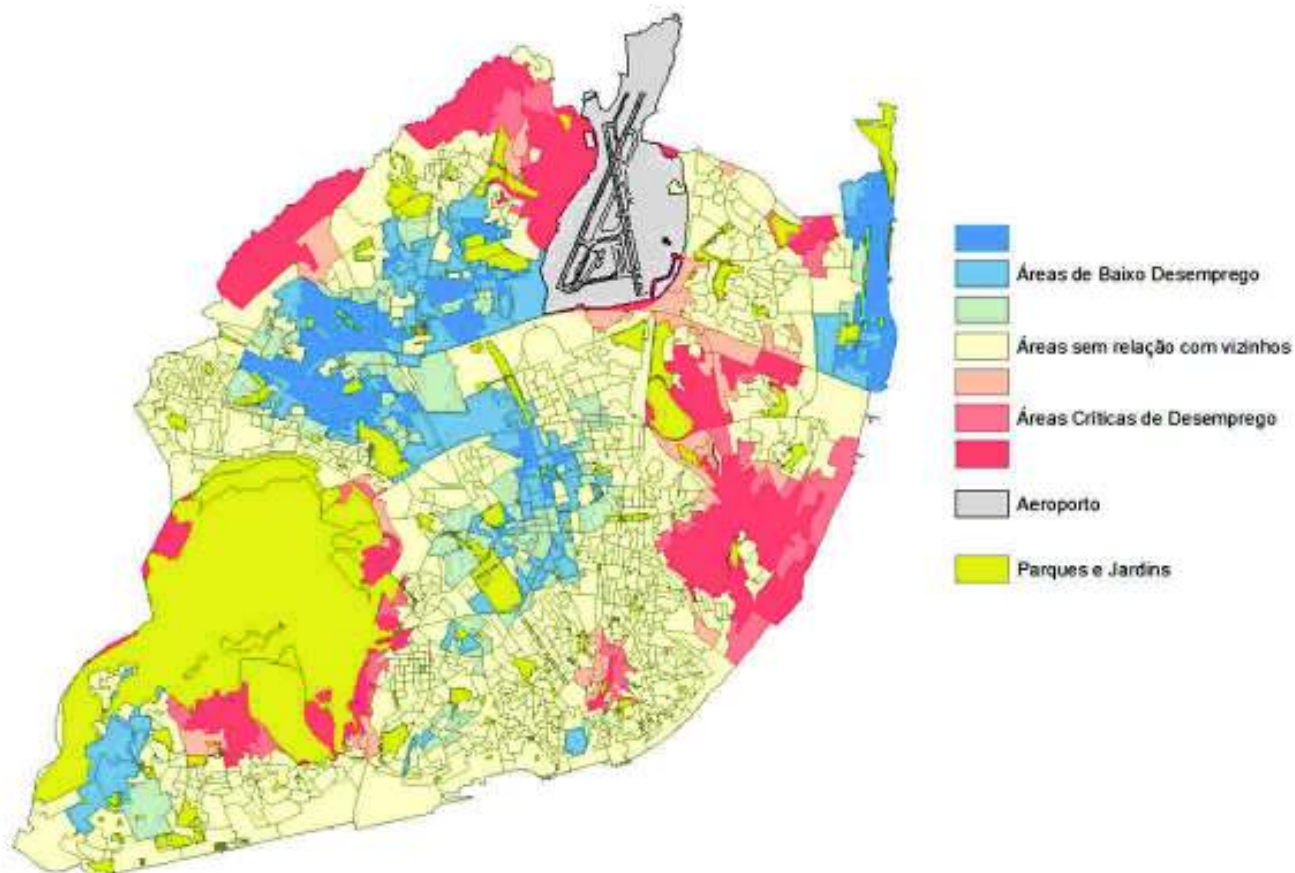 Áreas de Baixo Desemprego
Áreas sem relação com vizinhos
Áreas Críticas de Desemprego
Aeroporto
Parques e Jardins